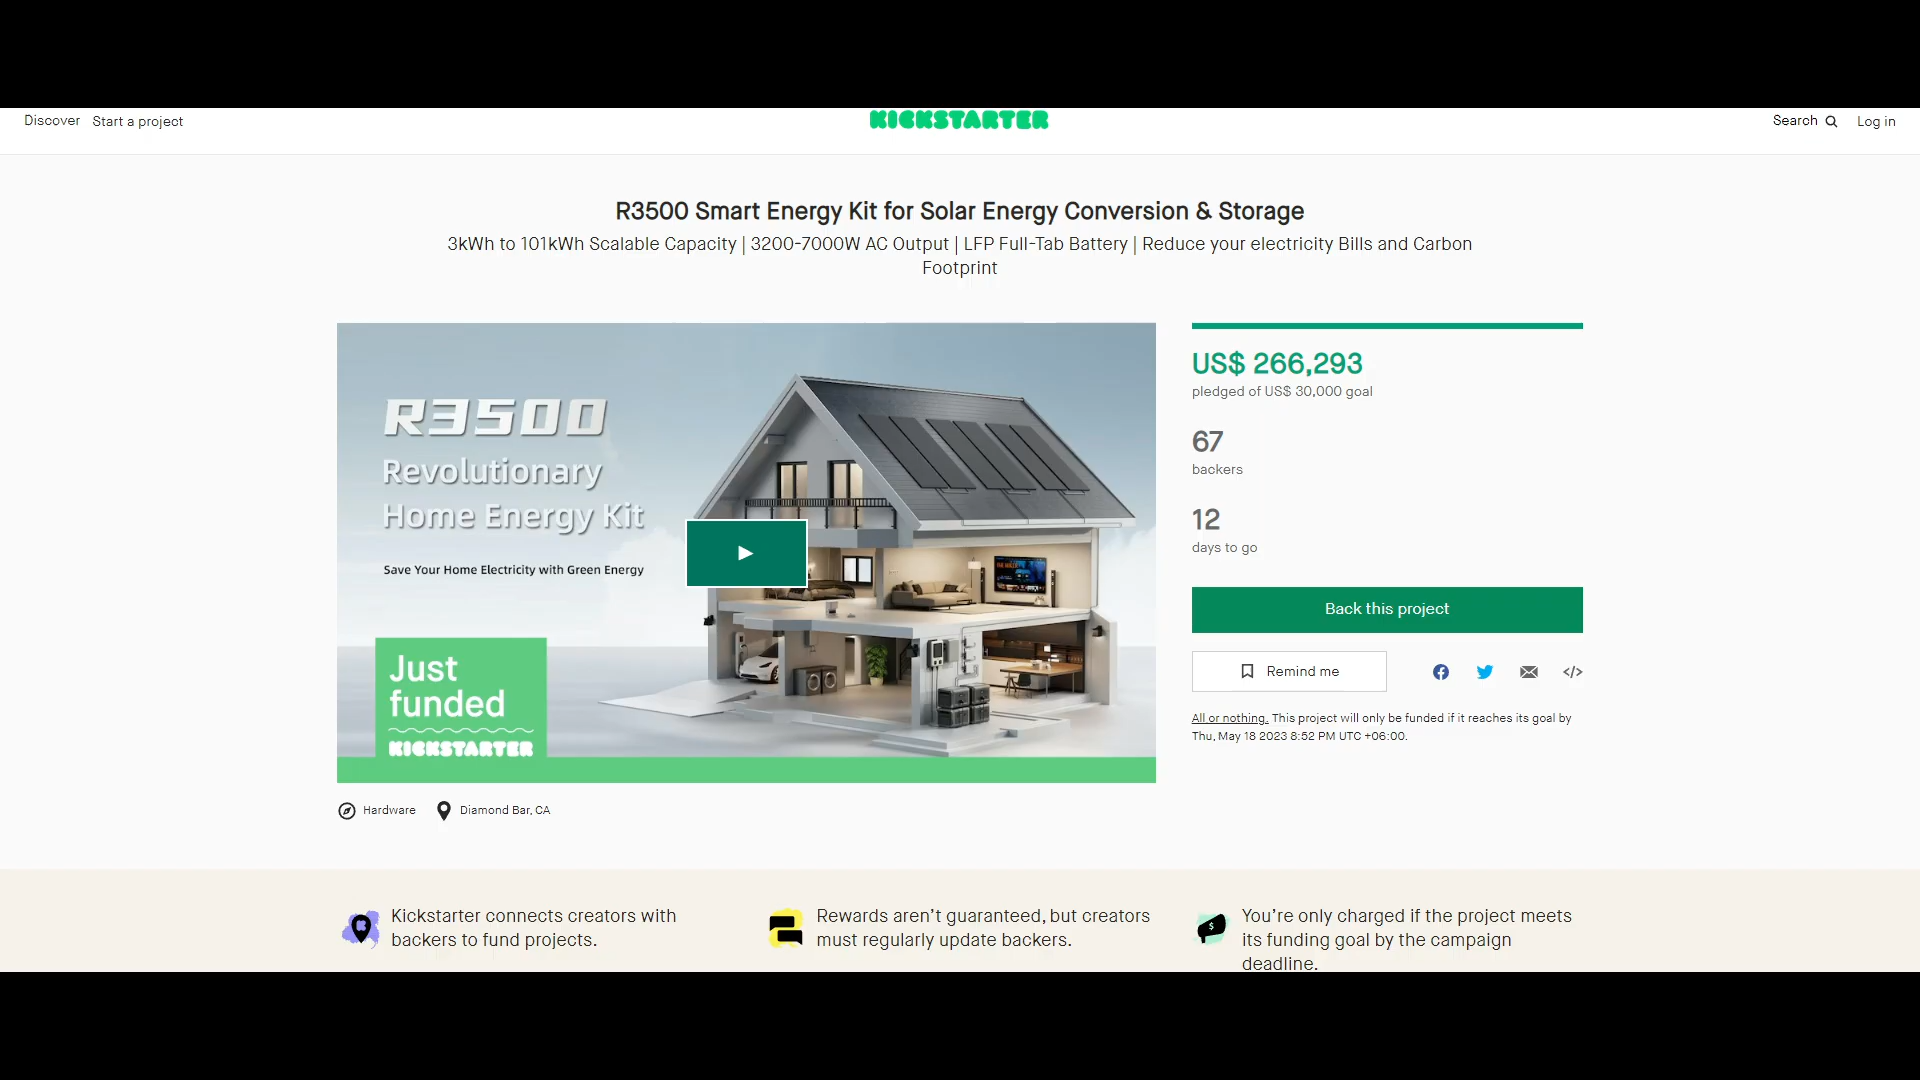 Discover Start a project KICKSTARTER Search Log in
R3500 Smart Energy Kit for Solar Energy Conversion & Storage
3kWh to 101kWh Scalable Capacity | 3200-7000W AC Output | LFP Full-Tab Battery | Reduce your electricity Bills and Carbon
Footprint
R3500
Revolutionary
Home Energy Kit
Save Your Home Electricity with Green Energy
Just
funded
KICKSTARTER
US$ 266,293
pledged of US$ 30,000 goal
67
backers
12
days to go
Back this project
Remind me
All or nothing. This project will only be funded if it reaches its goal by
Thu, May 18 2023 8:52 PM UTC +06:00.
Hardware Diamond Bar, CA
Kickstarter connects creators with
backers to fund projects.
Rewards aren't guaranteed, but creators
must regularly update backers.
You're only charged if the project meets
its funding goal by the campaign
deadline.